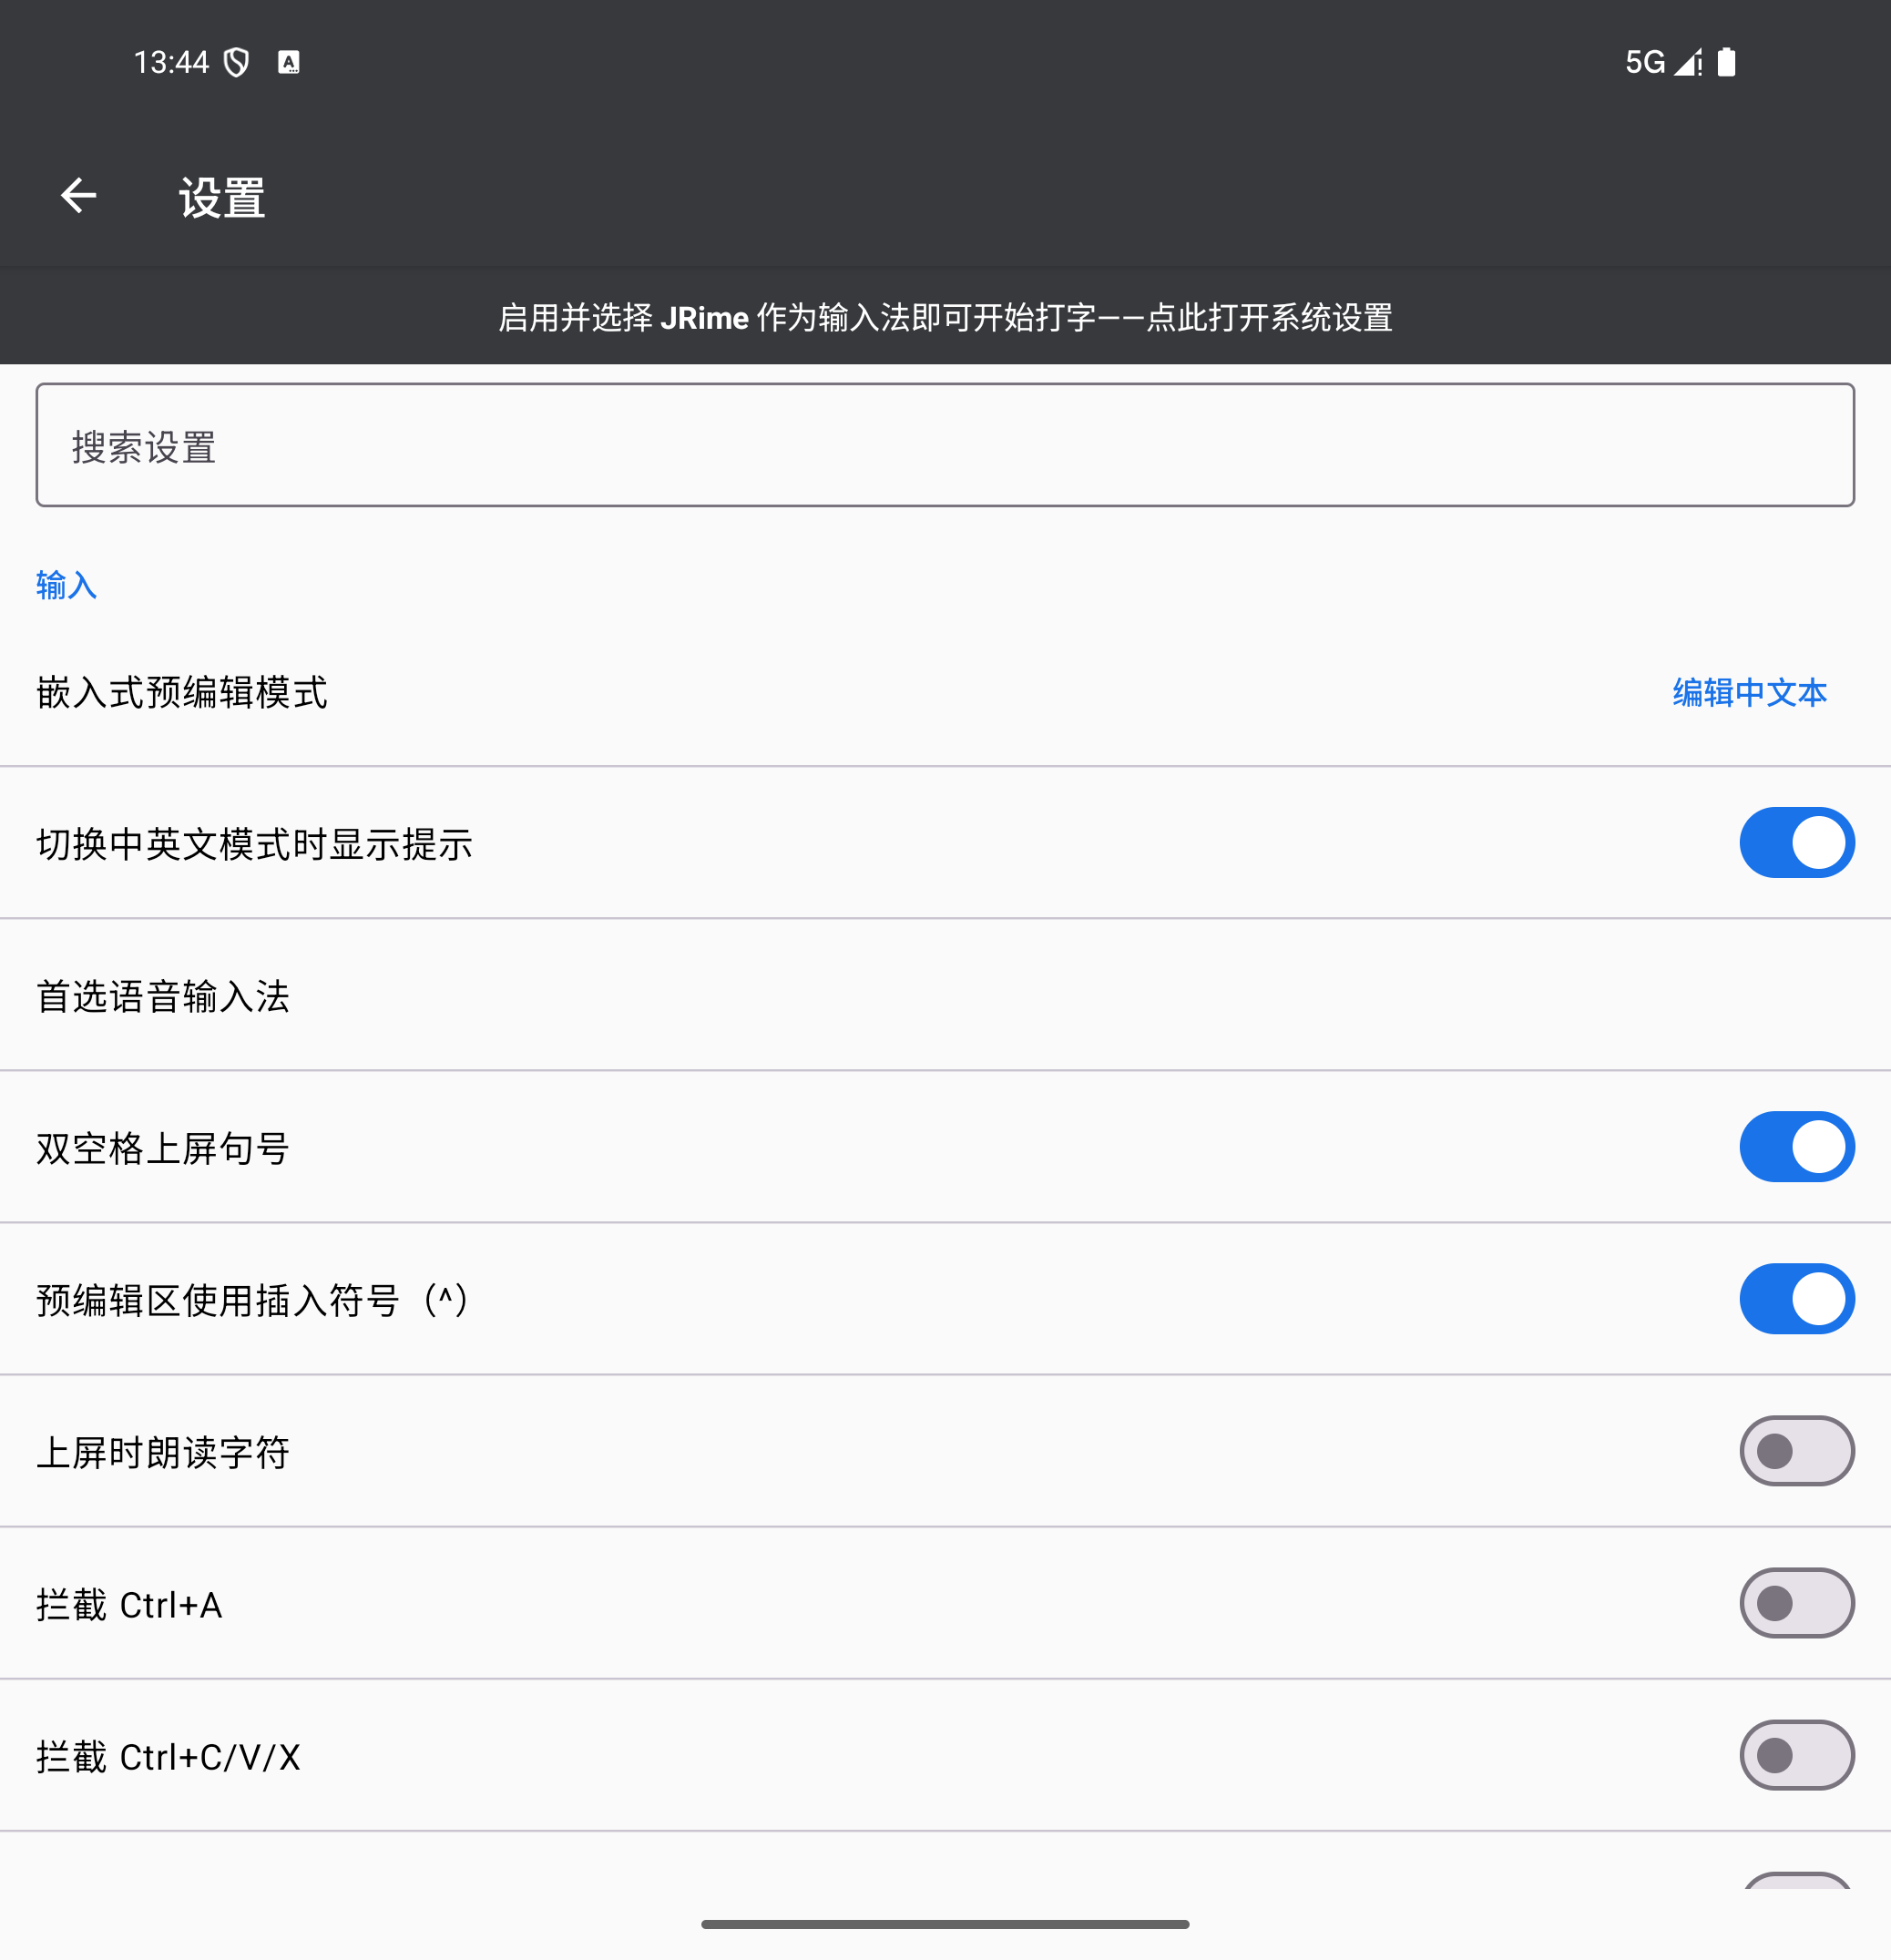 13:44
5G
设置
启用并选择 JRime 作为输入法即可开始打字——点此打开系统设置
搜索设置
输入
嵌入式预编辑模式
编辑中文本
切换中英文模式时显示提示
首选语音输入法
双空格上屏句号
预编辑区使用插入符号（^）
上屏时朗读字符
拦截 Ctrl+A
拦截 Ctrl+C/V/X